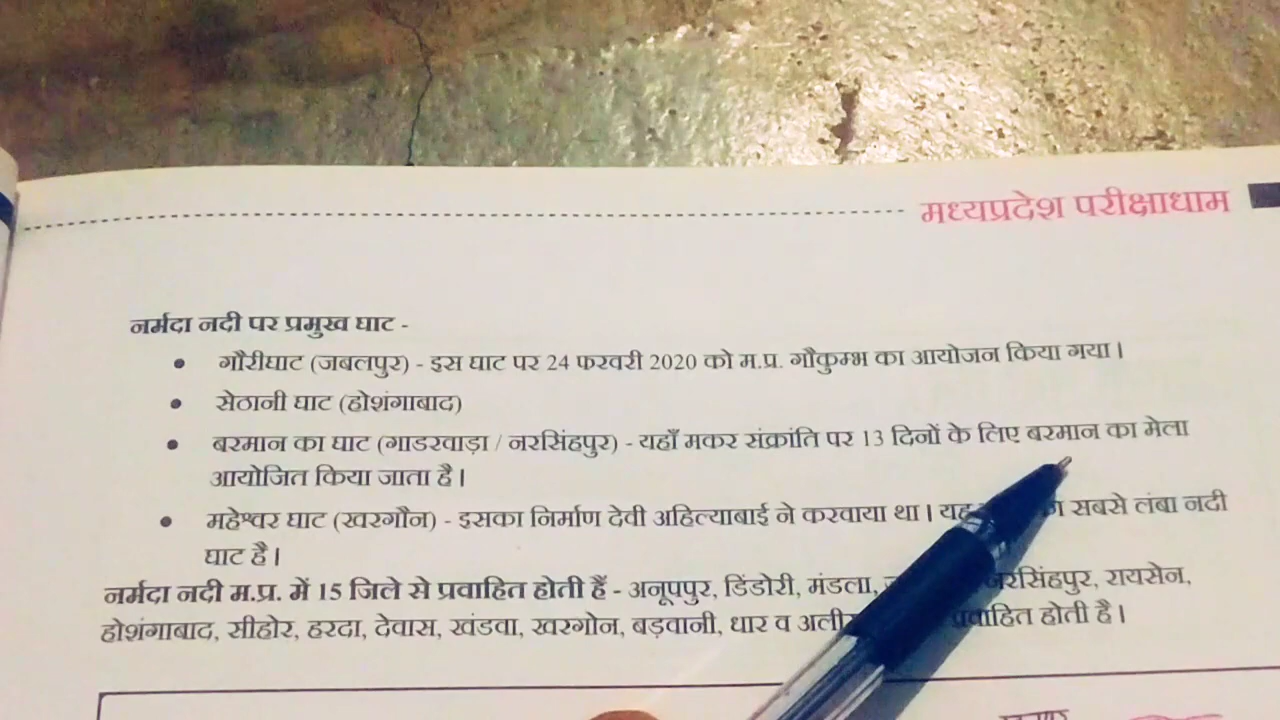 मध्यप्रदेश परीक्षाधाम
नर्मदा नदी पर प्रमुख घाट -
• गौरीघाट (जबलपुर) - इस घाट पर 24 फरवरी 2020 को म.प्र. गौकुम्भ का आयोजन किया गया।
• सेठानी घाट (होशंगाबाद)
• बरमान का घाट (गाडरवाड़ा / नरसिंहपुर) - यहाँ मकर संक्रांति पर 13 दिनों के लिए बरमान का मेला
आयोजित किया जाता है।
• महेश्वर घाट (खरगौन) - इसका निर्माण देवी अहिल्याबाई ने करवाया था। यह सबसे लंबा नदी
घाट है।
नर्मदा नदी म.प्र. में 15 जिले से प्रवाहित होती हैं - अनूपपुर, डिंडोरी, मंडला, नरसिंहपुर, रायसेन,
होशंगाबाद, सीहोर, हरदा, देवास, खंडवा, खरगोन, बड़वानी, धार व प्रवाहित होती है।